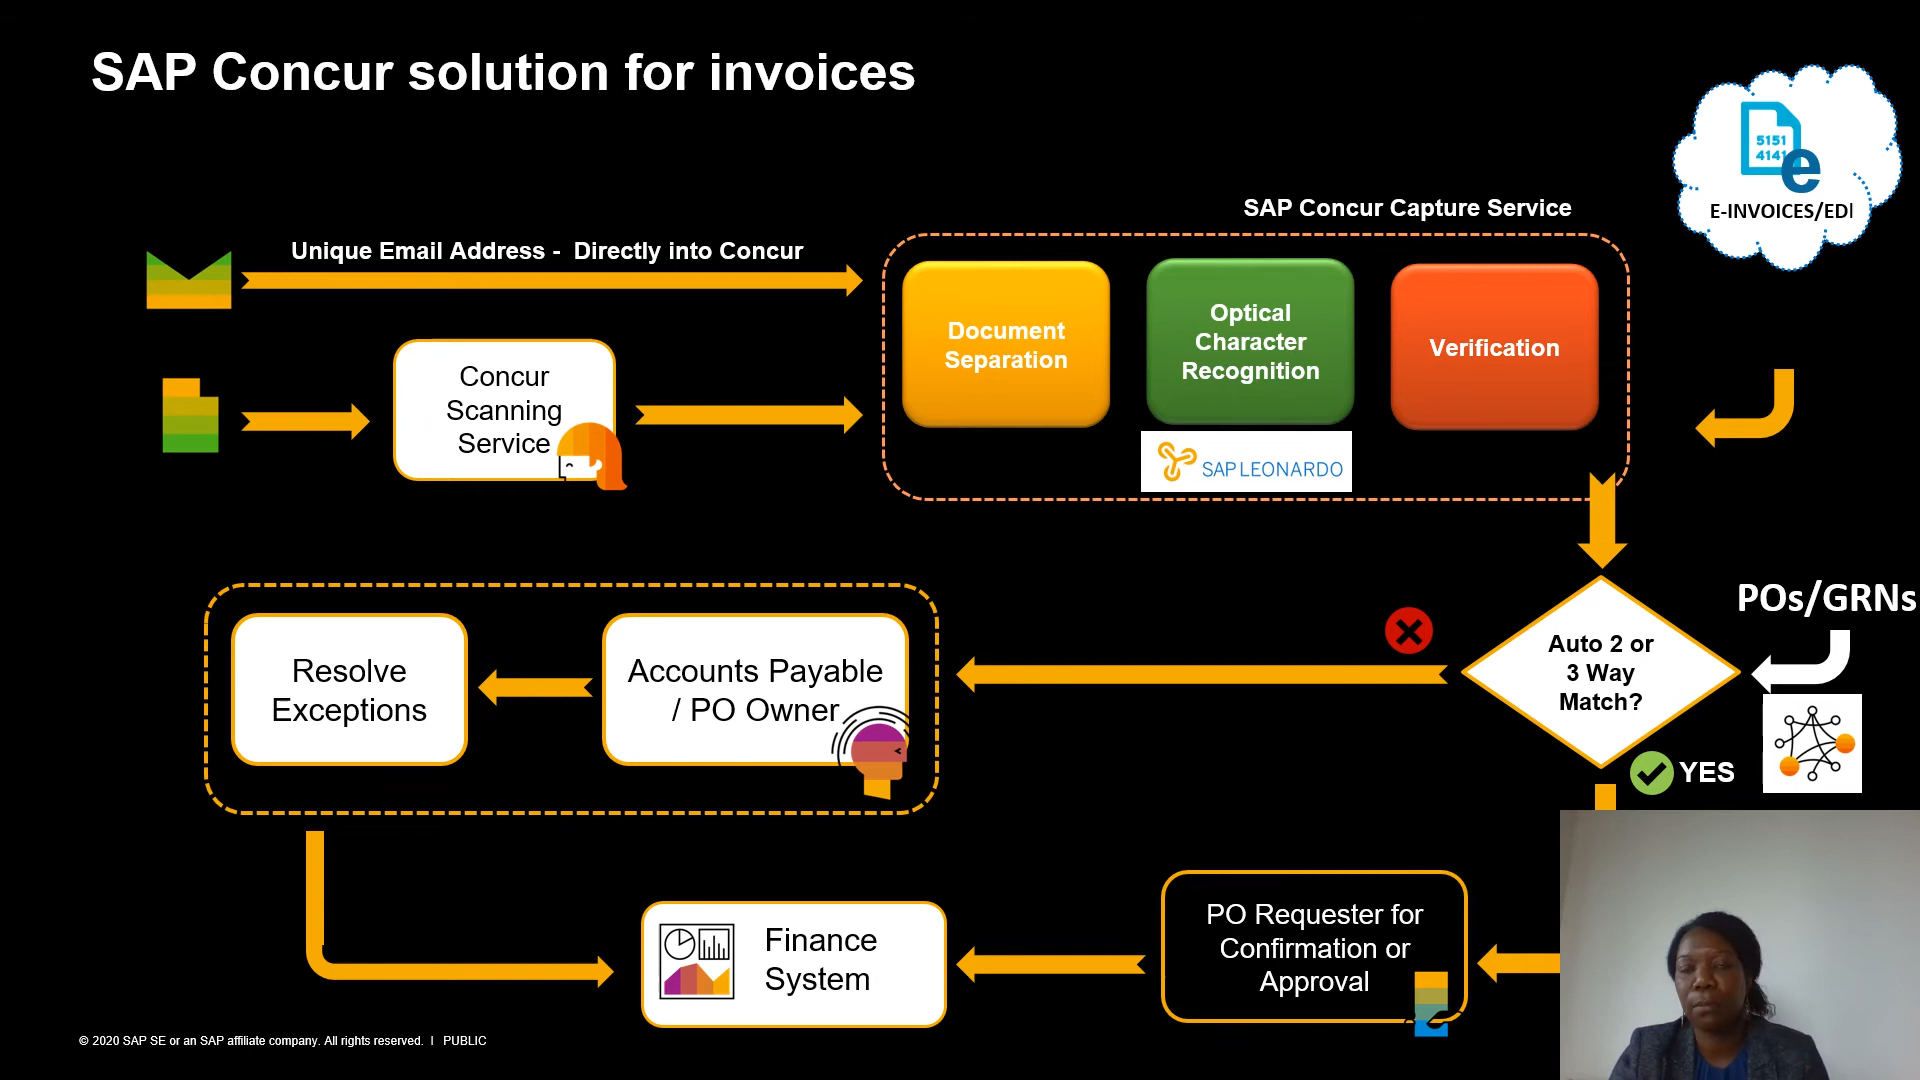 SAP Concur solution for invoices
5151
4141
e
E-INVOICES/EDI
SAP Concur Capture Service
Unique Email Address - Directly into Concur
Document
Separation
Optical
Character
Recognition
Verification
Concur
Scanning
Service
SAP LEONARDO
POs/GRNs
Auto 2 or
3 Way
Match?
YES
Resolve
Exceptions
Accounts Payable
/ PO Owner
Finance
System
PO Requester for
Confirmation or
Approval
© 2020 SAP SE or an SAP affiliate company. All rights reserved. I PUBLIC